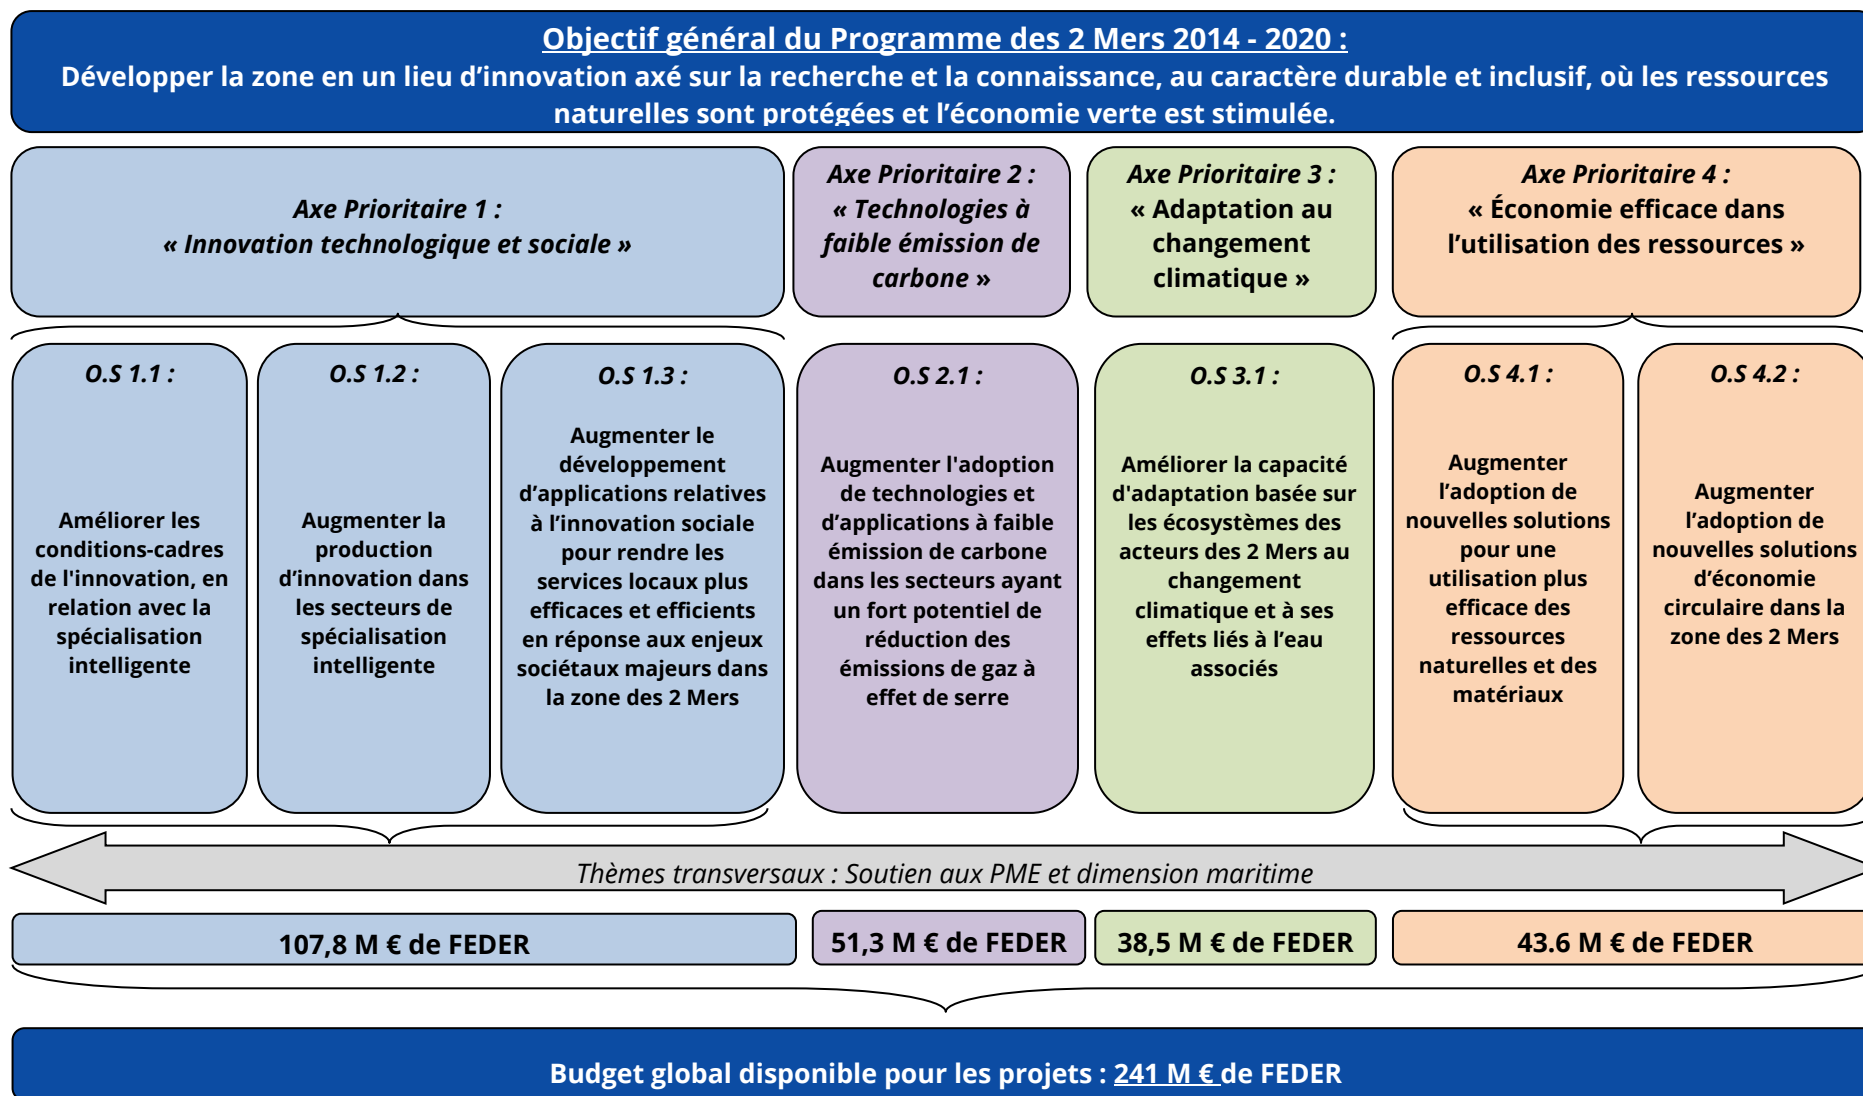 Objectif général du Programme des 2 Mers 2014 - 2020 :
Développer la zone en un lieu d’innovation axé sur la recherche et la connaissance, au caractère durable et inclusif, où les ressources
naturelles sont protégées et l’économie verte est stimulée.
Axe Prioritaire 1 :
« Innovation technologique et sociale »
Axe Prioritaire 2 :
« Technologies à
faible émission de
carbone »
Axe Prioritaire 3 :
« Adaptation au
changement
climatique »
Axe Prioritaire 4 :
« Économie efficace dans
l’utilisation des ressources »
O.S 1.1 :
Améliorer les
conditions-cadres
de l'innovation, en
relation avec la
spécialisation
intelligente
O.S 1.2 :
Augmenter la
production
d’innovation dans
les secteurs de
spécialisation
intelligente
O.S 1.3 :
Augmenter le
développement
d’applications relatives
à l’innovation sociale
pour rendre les
services locaux plus
efficaces et efficients
en réponse aux enjeux
sociétaux majeurs dans
la zone des 2 Mers
O.S 2.1 :
Augmenter l'adoption
de technologies et
d’applications à faible
émission de carbone
dans les secteurs ayant
un fort potentiel de
réduction des
émissions de gaz à
effet de serre
O.S 3.1 :
Améliorer la capacité
d'adaptation basée sur
les écosystèmes des
acteurs des 2 Mers au
changement
climatique et à ses
effets liés à l’eau
associés
O.S 4.1 :
Augmenter
l’adoption de
nouvelles solutions
pour une
utilisation plus
efficace des
ressources
naturelles et des
matériaux
O.S 4.2 :
Augmenter
l’adoption de
nouvelles solutions
d’économie
circulaire dans la
zone des 2 Mers
Thèmes transversaux : Soutien aux PME et dimension maritime
107,8 M € de FEDER
51,3 M € de FEDER
38,5 M € de FEDER
43.6 M € de FEDER
Budget global disponible pour les projets : 241 M € de FEDER